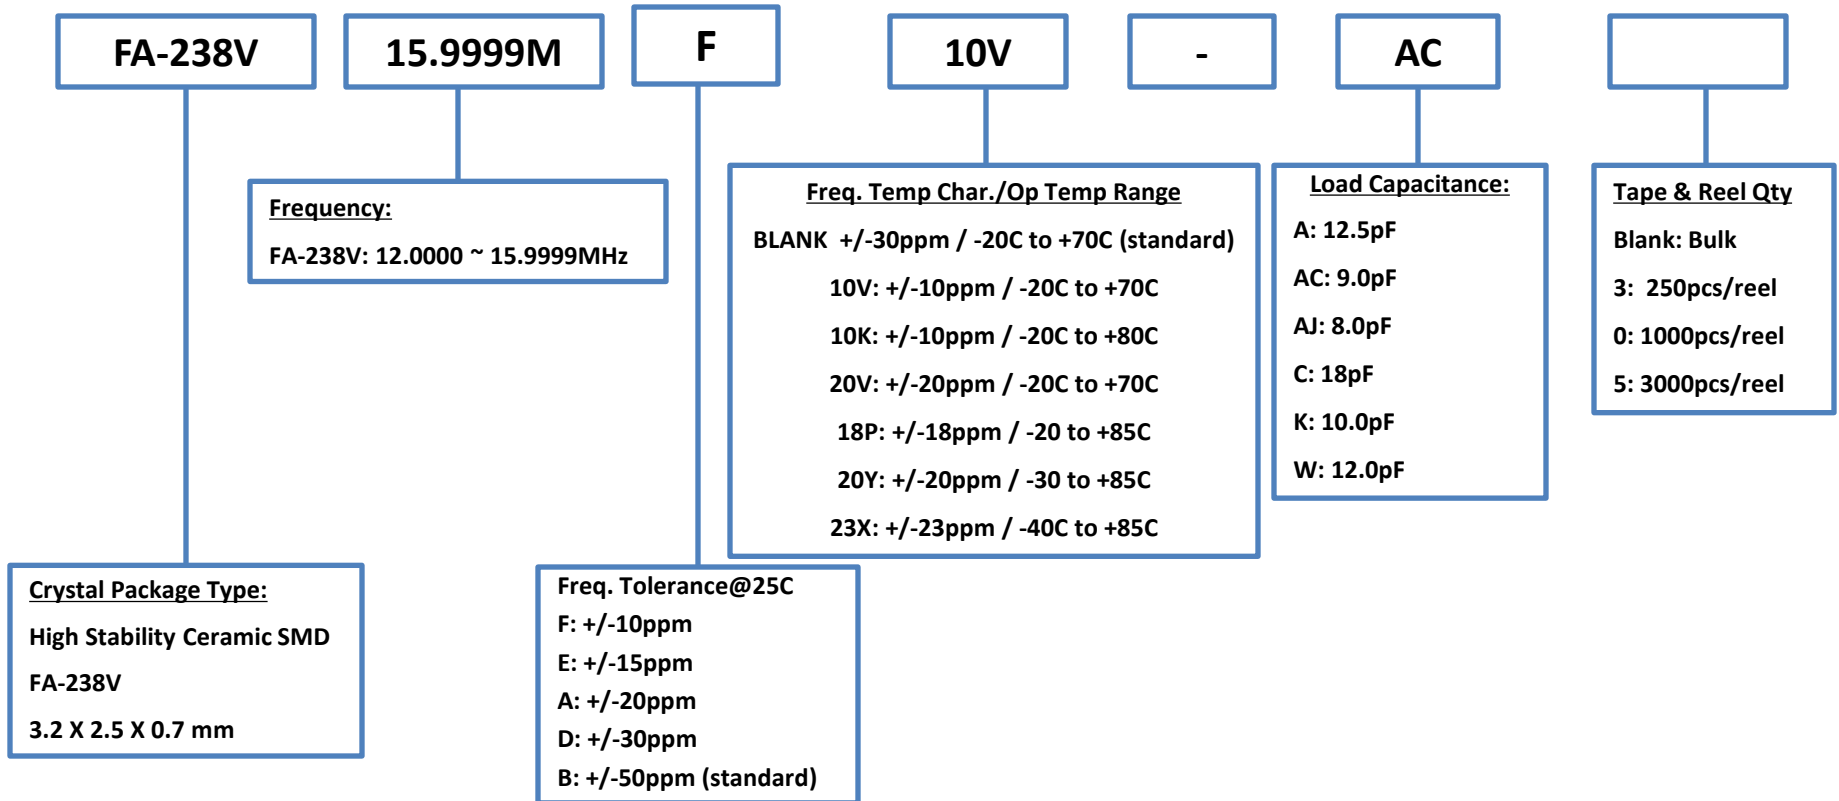 FA-238V
15.9999M
F
10V
-
AC
Frequency:
FA-238V: 12.0000 ~ 15.9999MHz
Freq. Temp Char./Op Temp Range
BLANK +/-30ppm / -20C to +70C (standard)
10V: +/-10ppm / -20C to +70C
10K: +/-10ppm / -20C to +80C
20V: +/-20ppm / -20C to +70C
18P: +/-18ppm / -20 to +85C
20Y: +/-20ppm / -30 to +85C
23X: +/-23ppm / -40C to +85C
Load Capacitance:
A: 12.5pF
AC: 9.0pF
AJ: 8.0pF
C: 18pF
K: 10.0pF
W: 12.0pF
Tape & Reel Qty
Blank: Bulk
3: 250pcs/reel
0: 1000pcs/reel
5: 3000pcs/reel
Crystal Package Type:
High Stability Ceramic SMD
FA-238V
3.2 X 2.5 X 0.7 mm
Freq. Tolerance@25C
F: +/-10ppm
E: +/-15ppm
A: +/-20ppm
D: +/-30ppm
B: +/-50ppm (standard)